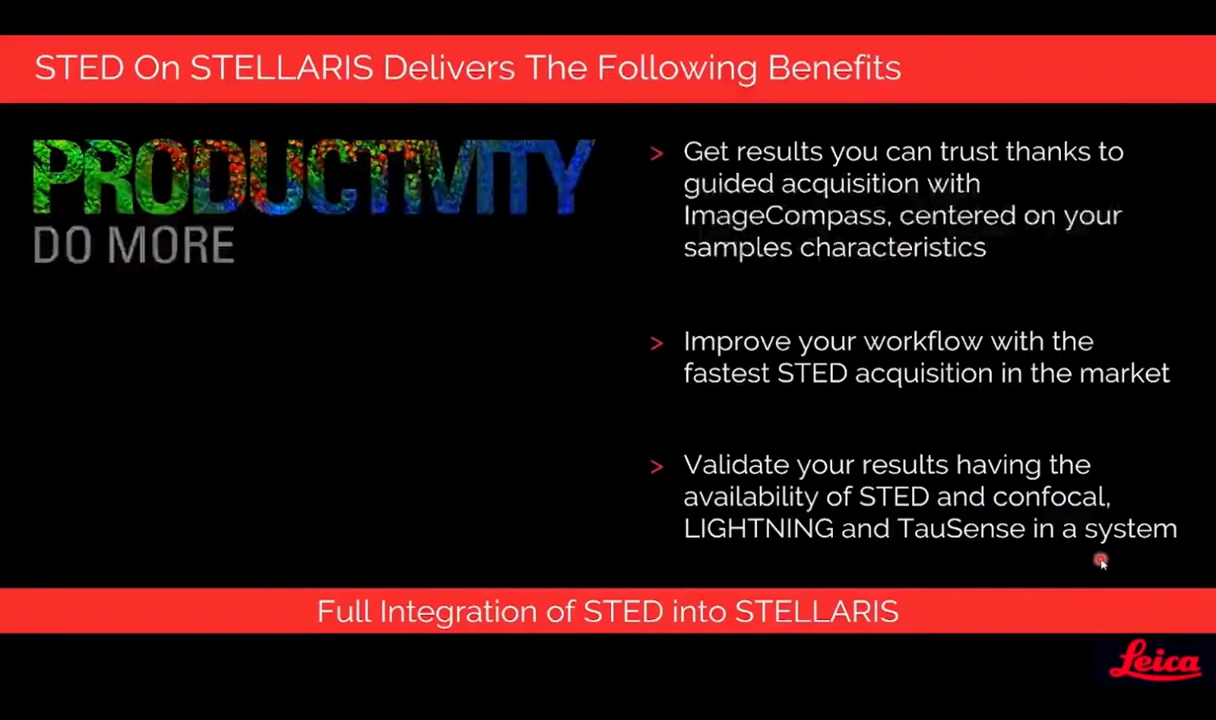 STED On STELLARIS Delivers The Following Benefits
PRODUCTIVITY
DO MORE
> Get results you can trust thanks to
guided acquisition with
ImageCompass, centered on your
samples characteristics
> Improve your workflow with the
fastest STED acquisition in the market
> Validate your results having the
availability of STED and confocal,
LIGHTNING and TauSense in a system
Full Integration of STED into STELLARIS
Leica